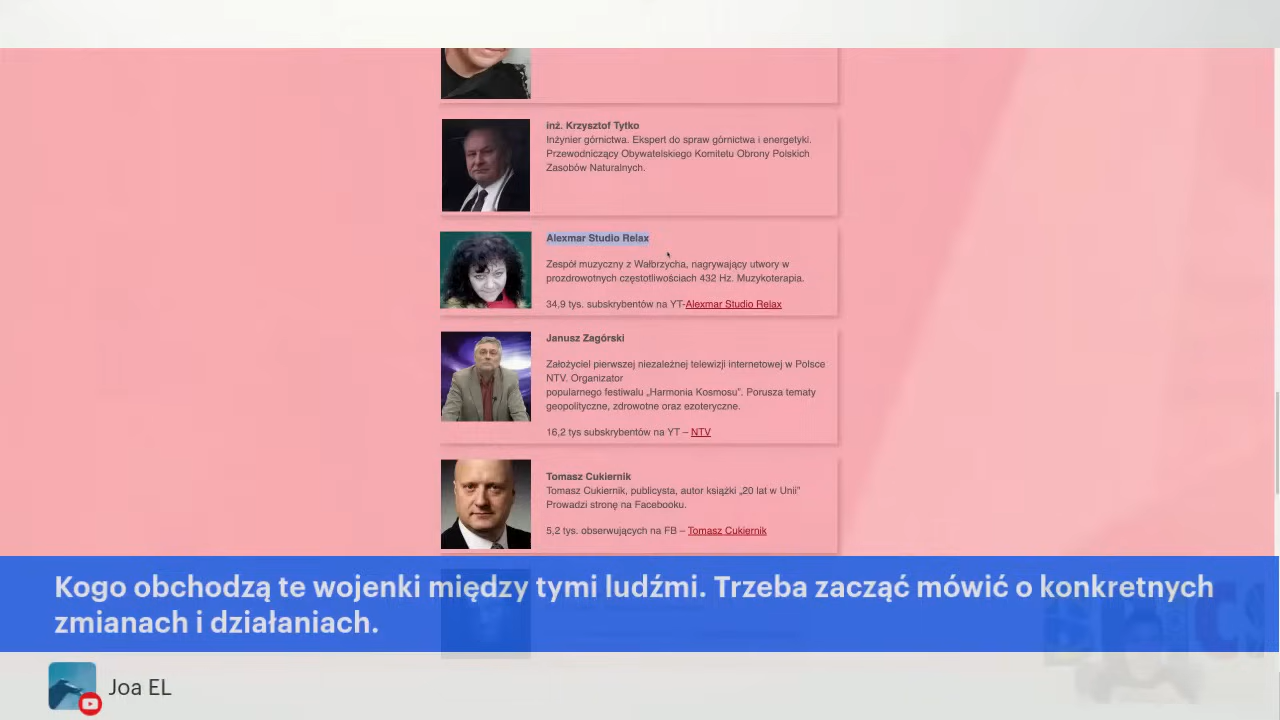 inż. Krzysztof Tytko
Inżynier górnictwa. Ekspert do spraw górnictwa i energetyki.
Przewodniczący Obywatelskiego Komitetu Obrony Polskich
Zasobów Naturalnych.
Alexmar Studio Relax
Zespół muzyczny z Wałbrzycha, nagrywający utwory w
prozdrowotnych częstotliwościach 432 Hz. Muzykoterapia.
34,9 tys. subskrybentów na YT-Alexmar Studio Relax
Janusz Zagórski
Założyciel pierwszej niezależnej telewizji internetowej w Polsce
NTV. Organizator
popularnego festiwalu „Harmonia Kosmosu”. Porusza tematy
geopolityczne, zdrowotne oraz ezoteryczne.
16,2 tys subskrybentów na YT – NTV
Tomasz Cukiernik
Tomasz Cukiernik, publicysta, autor książki „20 lat w Unii”
Prowadzi stronę na Facebooku.
5,2 tys. obserwujących na FB – Tomasz Cukiernik
Kogo obchodzą te wojenki między tymi ludźmi. Trzeba zacząć mówić o konkretnych
zmianach i działaniach.
Joa EL